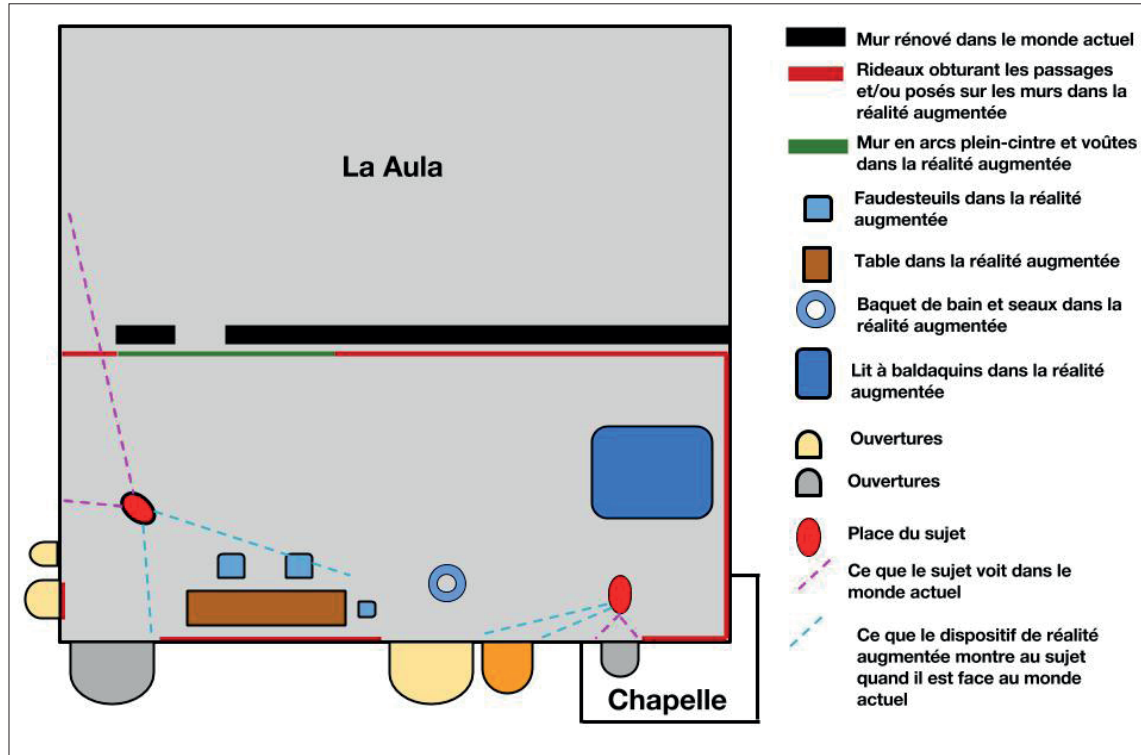 La Aula
Chapelle
Mur rénové dans le monde actuel
Rideaux obturant les passages
et/ou posés sur les murs dans la
réalité augmentée
Mur en arcs plein-cintre et voûtes
dans la réalité augmentée
Faudesteuils dans la réalité
augmentée
Table dans la réalité augmentée
Baquet de bain et seaux dans la
réalité augmentée
Lit à baldaquins dans la réalité
augmentée
Ouvertures
Ouvertures
Place du sujet
Ce que le sujet voit dans le
monde actuel
Ce que le dispositif de réalité
augmentée montre au sujet
quand il est face au monde
actuel